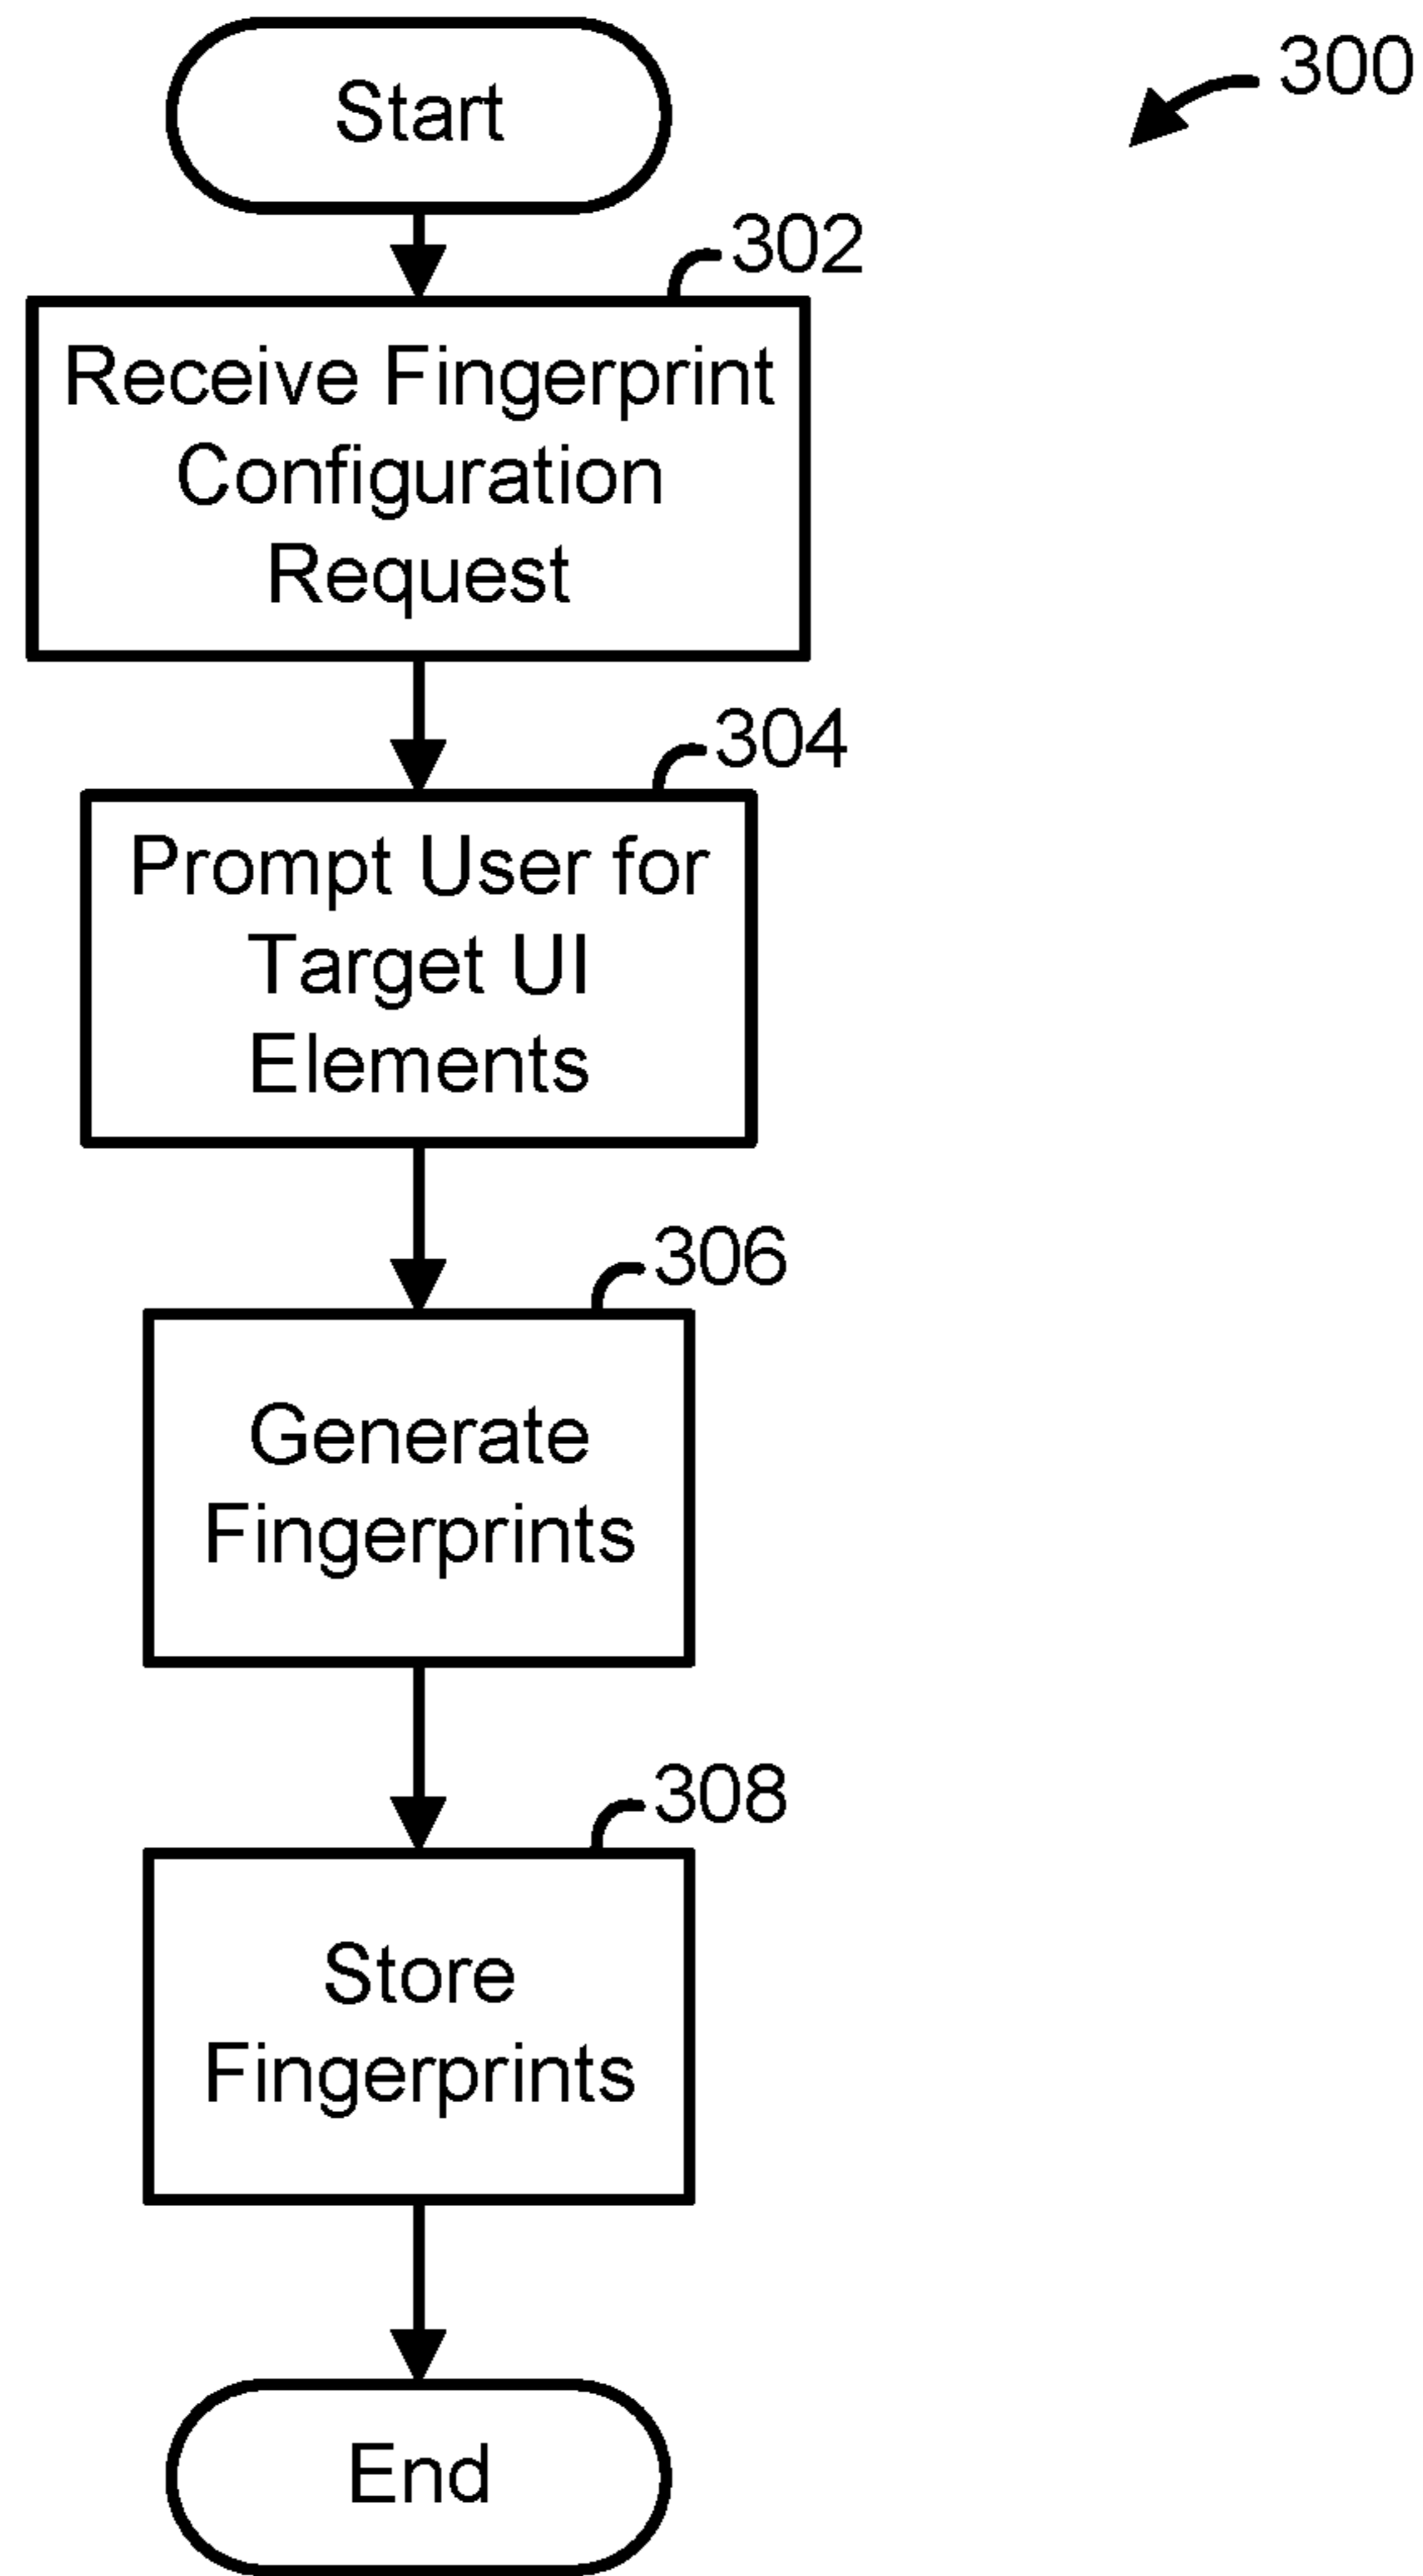 Start
300
302
Receive Fingerprint
Configuration
Request
304
Prompt User for
Target UI
Elements
306
Generate
Fingerprints
308
Store
Fingerprints
End